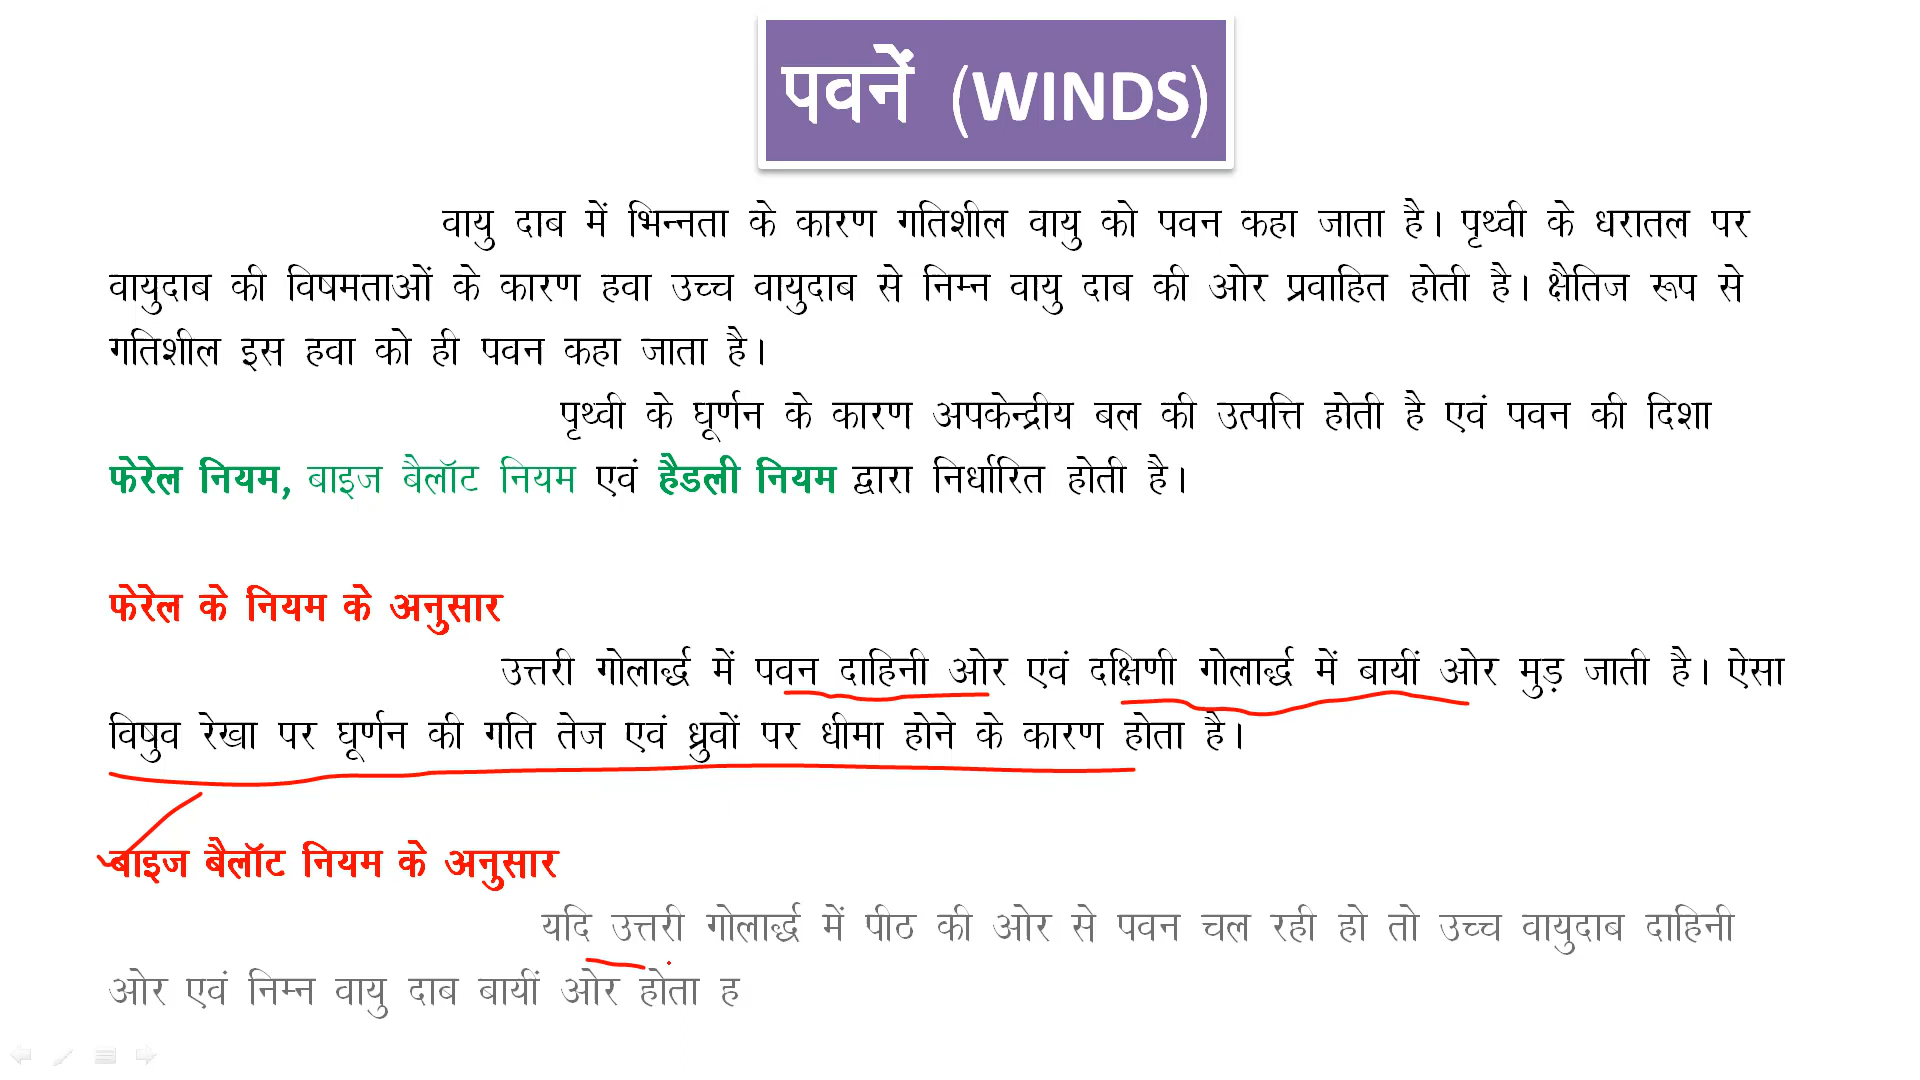 पवनें (WINDS)
वायु दाब में भिन्नता के कारण गतिशील वायु को पवन कहा जाता है। पृथ्वी के धरातल पर
वायुदाब की विषमताओं के कारण हवा उच्च वायुदाब से निम्न वायु दाब की ओर प्रवाहित होती है। क्षैतिज रूप से
गतिशील इस हवा को ही पवन कहा जाता है।
पृथ्वी के घूर्णन के कारण अपकेन्द्रीय बल की उत्पत्ति होती है एवं पवन की दिशा
फेरेल नियम, बाइज बैलॉट नियम एवं हैडली नियम द्वारा निर्धारित होती है।
फेरेल के नियम के अनुसार
उत्तरी गोलार्द्ध में पवन दाहिनी ओर एवं दक्षिणी गोलार्द्ध में बायीं ओर मुड़ जाती है। ऐसा
विषुव रेखा पर घूर्णन की गति तेज एवं ध्रुवों पर धीमा होने के कारण होता है।
बाइज बैलॉट नियम के अनुसार
यदि उत्तरी गोलार्द्ध में पीठ की ओर से पवन चल रही हो तो उच्च वायुदाब दाहिनी
ओर एवं निम्न वायु दाब बायीं ओर होता ह